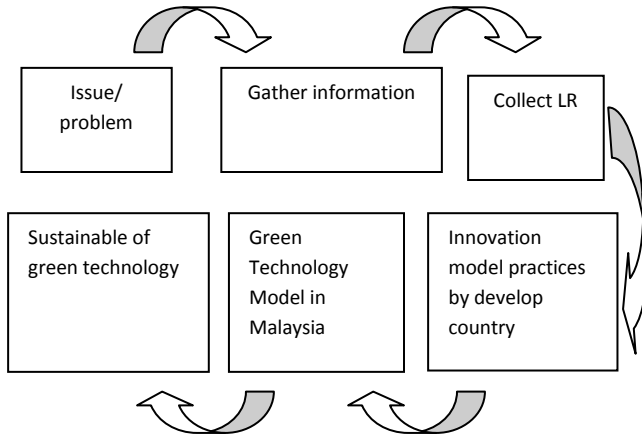 Issue/
problem
Gather information
Collect LR
Sustainable of
green technology
Green
Technology
Model in
Malaysia
Innovation
model practices
by develop
country